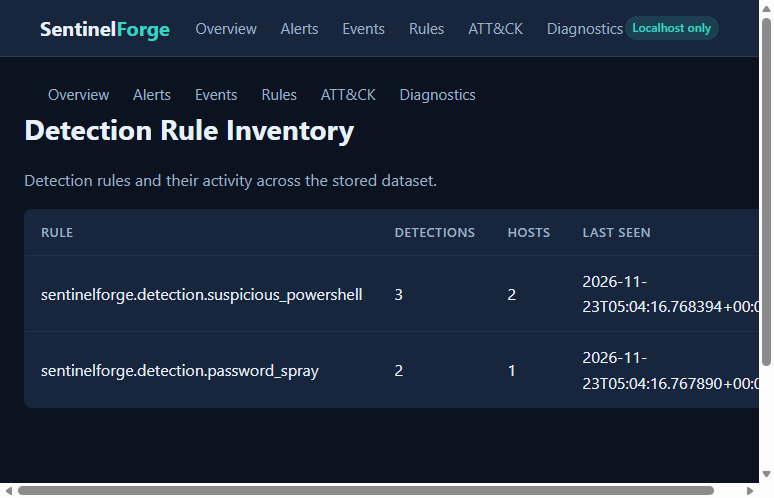 SentinelForge Overview Alerts Events Rules ATT&CK Diagnostics Localhost only
Overview Alerts Events Rules ATT&CK Diagnostics
Detection Rule Inventory
Detection rules and their activity across the stored dataset.
RULE DETECTIONS HOSTS LAST SEEN
sentinelforge.detection.suspicious_powershell 3 2 2026-11-
23T05:04:16.768394+00:0
sentinelforge.detection.password_spray 2 1 2026-11-
23T05:04:16.767890+00:0